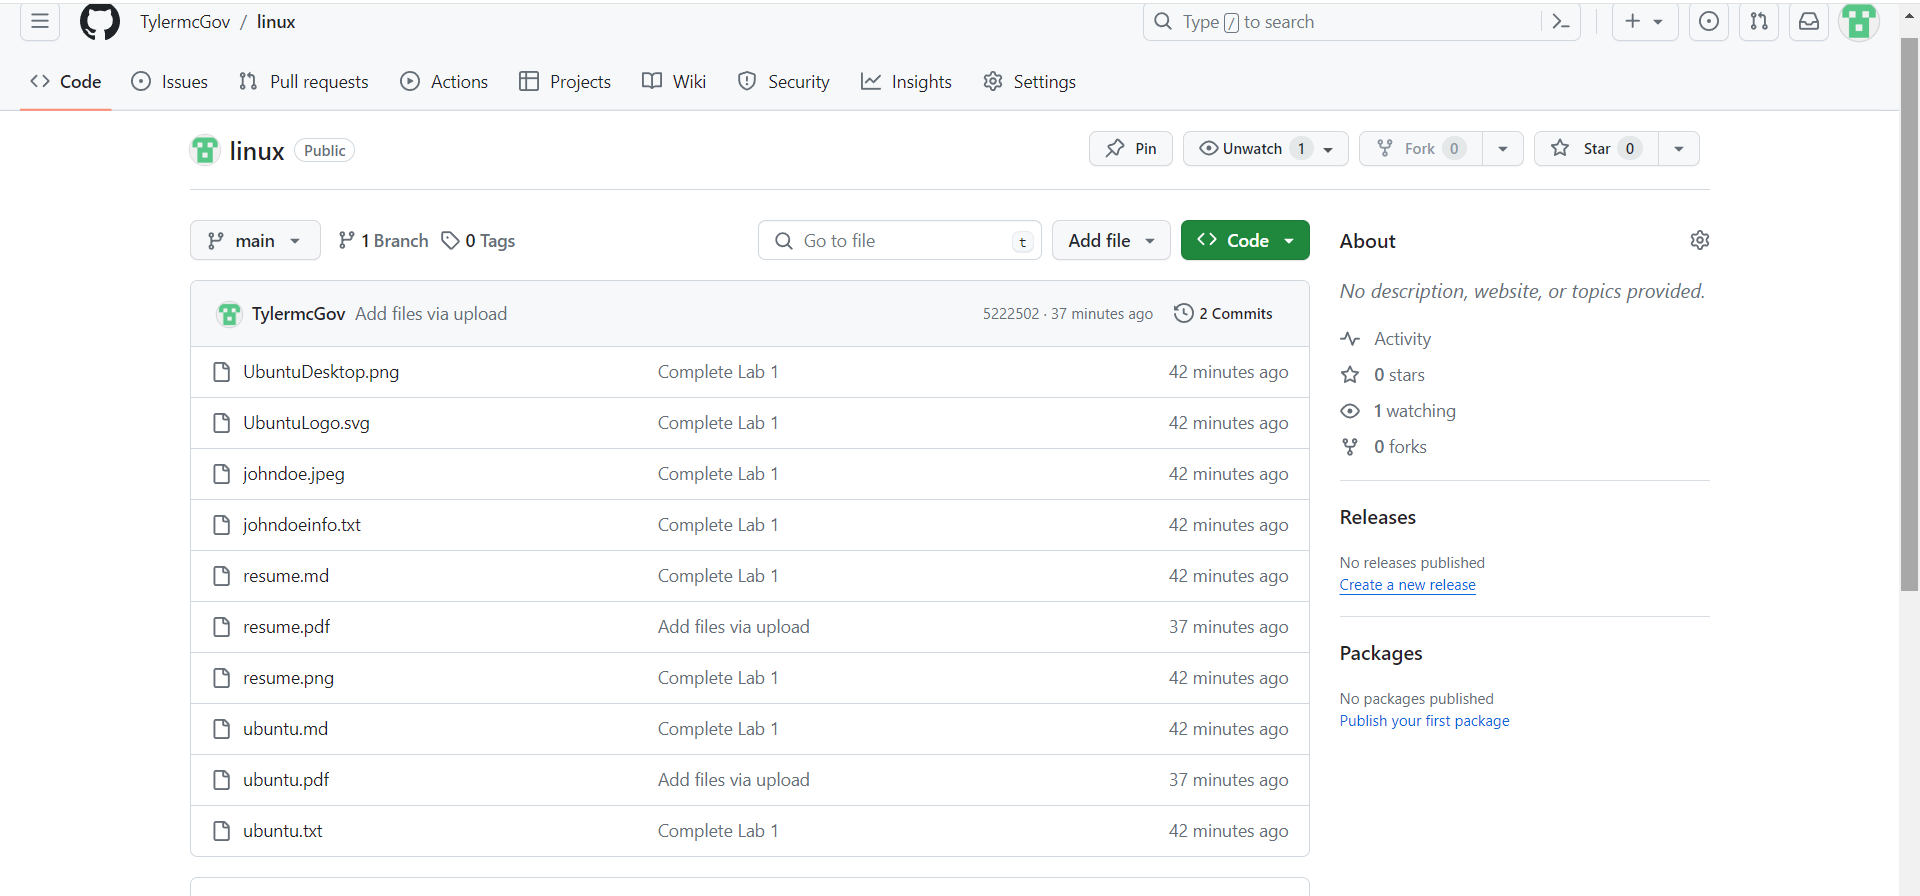 TylermcGov / linux
Type / to search
Code Issues Pull requests Actions Projects Wiki Security Insights Settings
linux Public
Pin Unwatch 1 Fork 0 Star 0
main 1 Branch 0 Tags Go to file t Add file Code
TylermcGov Add files via upload 5222502 · 37 minutes ago 2 Commits
UbuntuDesktop.png Complete Lab 1 42 minutes ago
UbuntuLogo.svg Complete Lab 1 42 minutes ago
johndoe.jpeg Complete Lab 1 42 minutes ago
johndoeinfo.txt Complete Lab 1 42 minutes ago
resume.md Complete Lab 1 42 minutes ago
resume.pdf Add files via upload 37 minutes ago
resume.png Complete Lab 1 42 minutes ago
ubuntu.md Complete Lab 1 42 minutes ago
ubuntu.pdf Add files via upload 37 minutes ago
ubuntu.txt Complete Lab 1 42 minutes ago
About
No description, website, or topics provided.
Activity
0 stars
1 watching
0 forks
Releases
No releases published
Create a new release
Packages
No packages published
Publish your first package